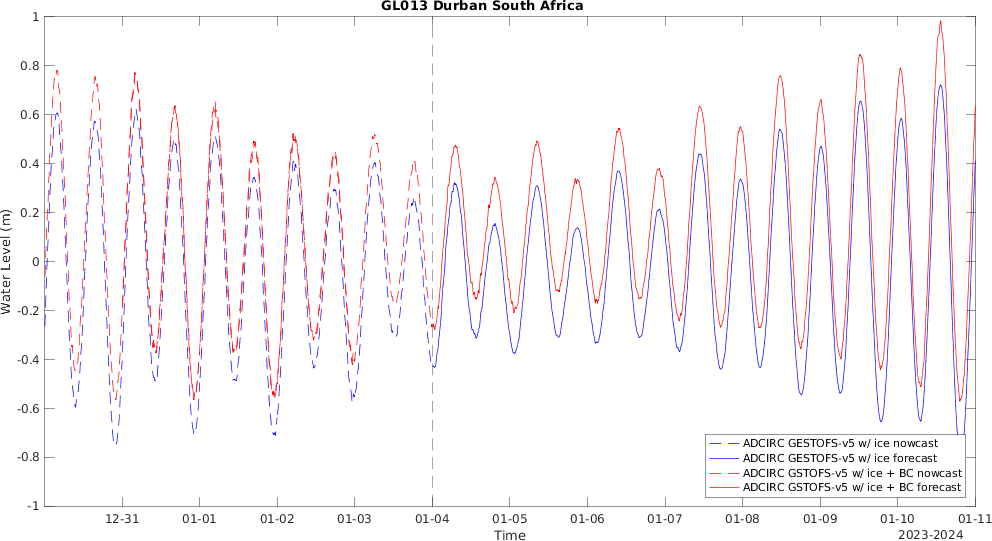 GL013 Durban South Africa
1
0.8
0.6
0.4
0.2
0
-0.2
-0.4
-0.6
-0.8
-1
Water Level (m)
ADCIRC GESTOFS-v5 w/ ice nowcast
ADCIRC GESTOFS-v5 w/ ice forecast
ADCIRC GSTOFS-v5 w/ ice + BC nowcast
ADCIRC GSTOFS-v5 w/ ice + BC forecast
12-31 01-01 01-02 01-03 01-04 01-05 01-06 01-07 01-08 01-09 01-10 01-11
Time
2023-2024